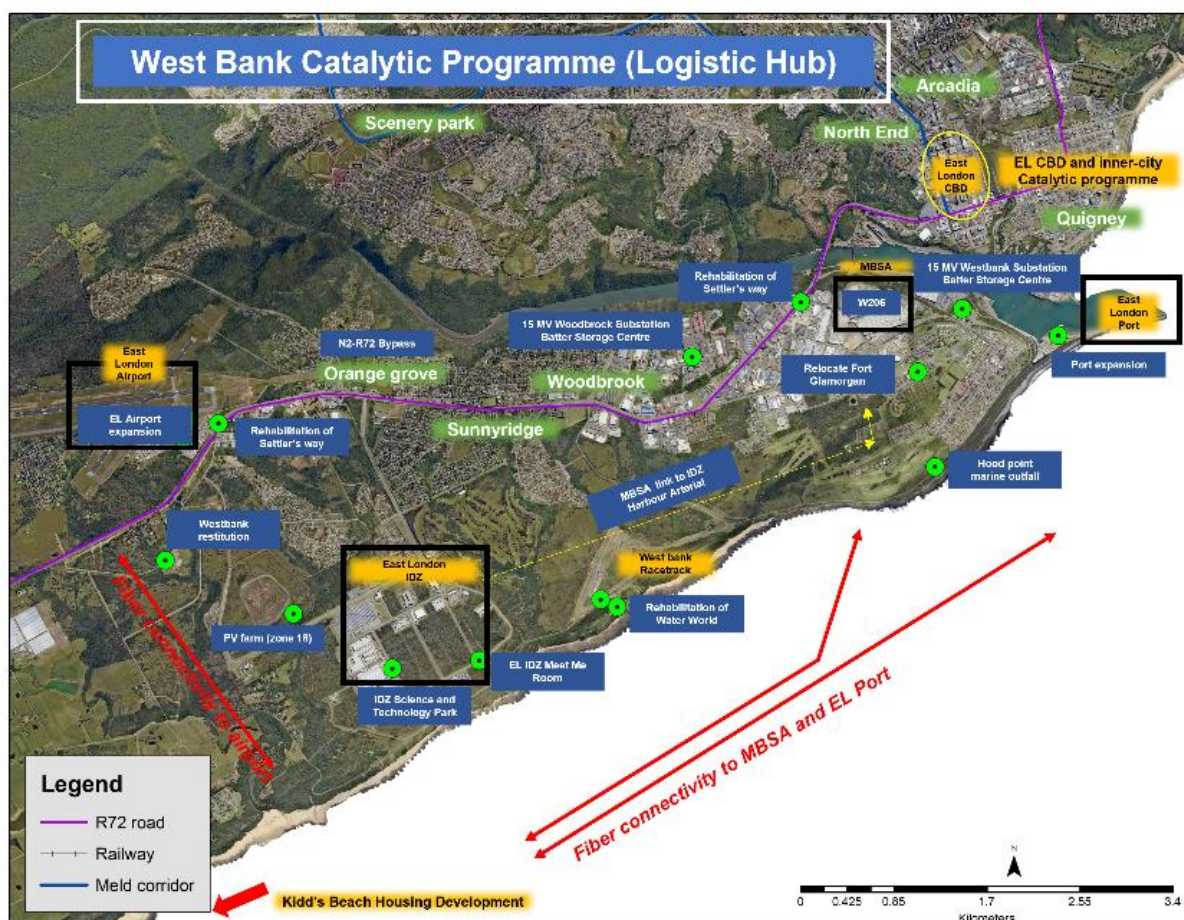 West Bank Catalytic Programme (Logistic Hub)
Arcadia
Scenery park
North End
East
London
CBD
EL CBD and inner-city
Catalytic programme
Quigney
MBSA
15 MV Westbank Substation
Batter Storage Centre
Rehabilitation of
Settler's way
W206
East
London
Port
15 MV Woodbrock Substation
Batter Storage Centre
N2-R72 Bypass
East
London
Airport
Orange grove
Woodbrook
Relocate Fort
Glamorgan
Port expansion
EL Airport
expansion
Rehabilitation of
Settler's way
Sunnyridge
Hood point
marine outfall
MBSA link to IDZ
Harbour Arterial
Westbank
restitution
East London
IDZ
West bank
Racetrack
Rehabilitation of
Water World
PV farm (zone 18)
EL IDZ Meet Me
Room
IDZ Science and
Technology Park
Fiber connectivity to airport
Fiber connectivity to MBSA and EL Port
Legend
R72 road
Railway
Meld corridor
Kidd's Beach Housing Development
N
0 0.425 0.85 1.7 2.55 3.4
Kilometers